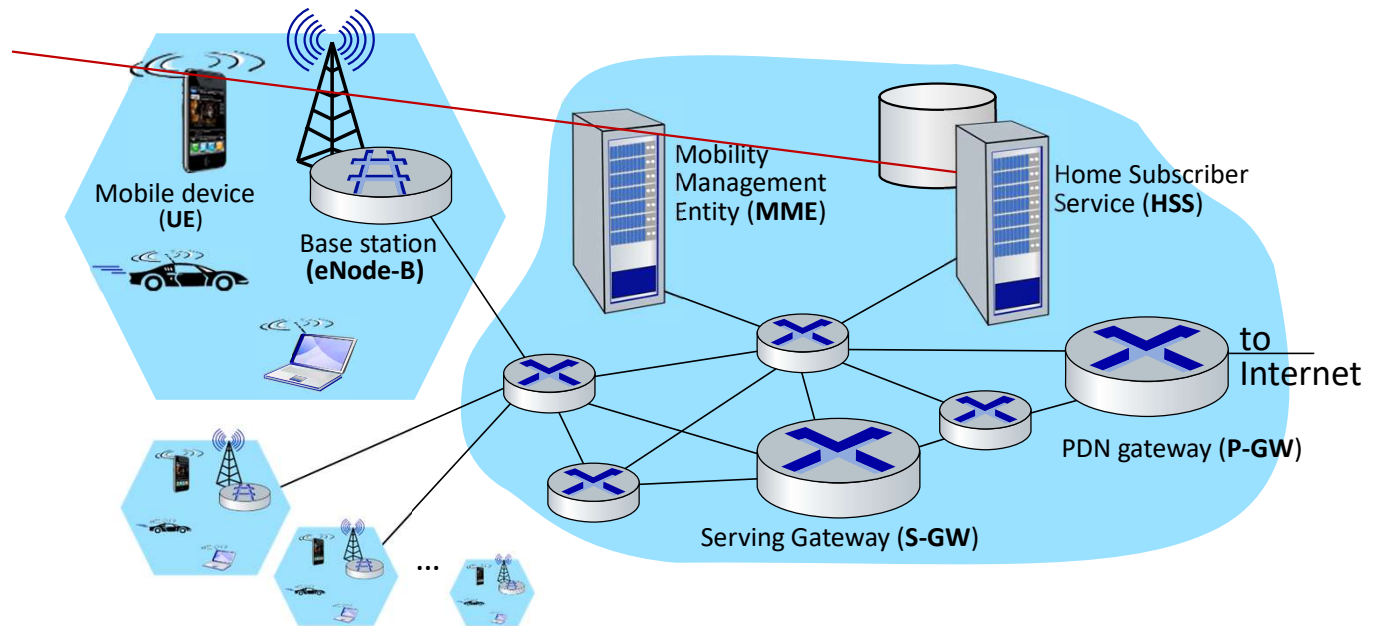 Mobile device
(UE)
Base station
(eNode-B)
Mobility
Management
Entity (MME)
Home Subscriber
Service (HSS)
to
Internet
PDN gateway (P-GW)
Serving Gateway (S-GW)
...